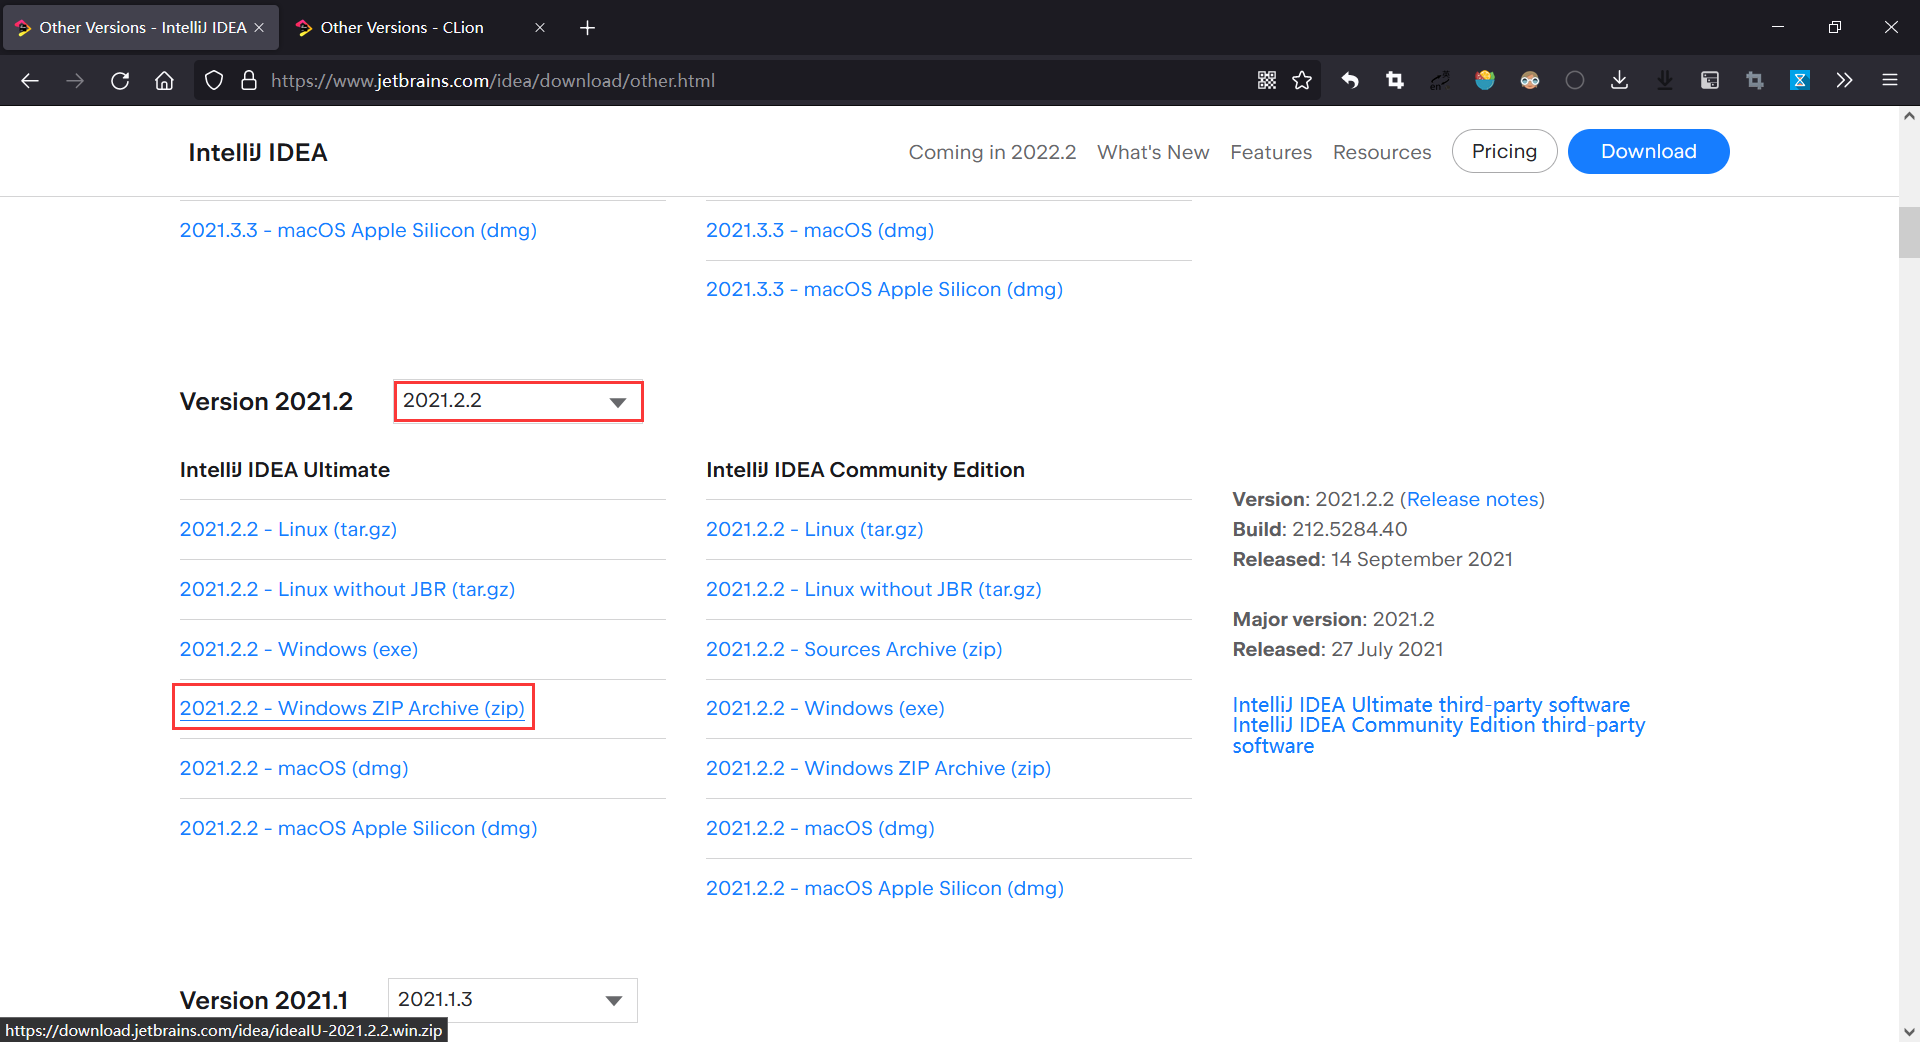 Other Versions - IntelliJ IDEA
Other Versions - CLion
https://www.jetbrains.com/idea/download/other.html
en
IntelliJ IDEA
Coming in 2022.2
What's New
Features
Resources
Pricing
Download
2021.3.3 - macOS Apple Silicon (dmg)
2021.3.3 - macOS (dmg)
2021.3.3 - macOS Apple Silicon (dmg)
Version 2021.2
2021.2.2
IntelliJ IDEA Ultimate
2021.2.2 - Linux (tar.gz)
2021.2.2 - Linux without JBR (tar.gz)
2021.2.2 - Windows (exe)
2021.2.2 - Windows ZIP Archive (zip)
2021.2.2 - macOS (dmg)
2021.2.2 - macOS Apple Silicon (dmg)
IntelliJ IDEA Community Edition
2021.2.2 - Linux (tar.gz)
2021.2.2 - Linux without JBR (tar.gz)
2021.2.2 - Sources Archive (zip)
2021.2.2 - Windows (exe)
2021.2.2 - Windows ZIP Archive (zip)
2021.2.2 - macOS (dmg)
2021.2.2 - macOS Apple Silicon (dmg)
Version: 2021.2.2 (Release notes)
Build: 212.5284.40
Released: 14 September 2021
Major version: 2021.2
Released: 27 July 2021
IntelliJ IDEA Ultimate third-party software
IntelliJ IDEA Community Edition third-party
software
Version 2021.1
2021.1.3
https://download.jetbrains.com/idea/ideaIU-2021.2.2.win.zip